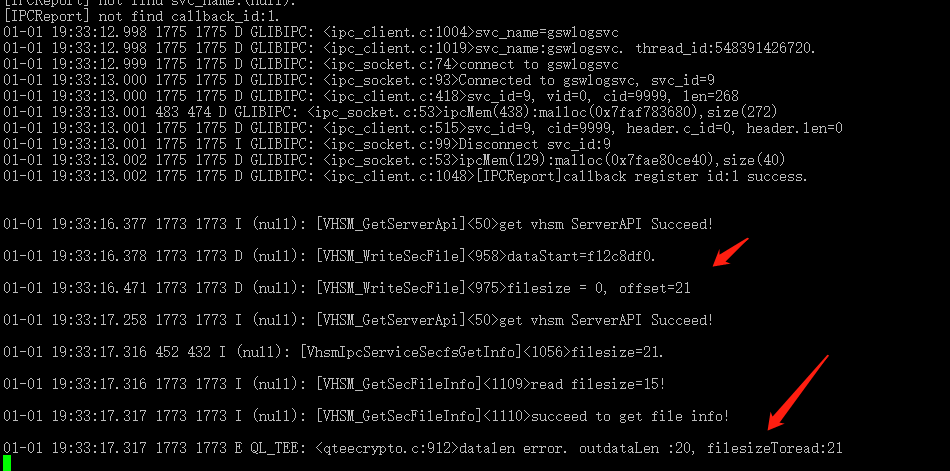 [IPCReport] not find svc_name:(null).
[IPCReport] not find callback_id:1.
01-01 19:33:12.998 1775 1775 D GLIBIPC: <ipc_client.c:1004>svc_name=gswlogsvc
01-01 19:33:12.998 1775 1775 D GLIBIPC: <ipc_client.c:1019>svc_name:gswlogsvc. thread_id:548391426720.
01-01 19:33:12.999 1775 1775 D GLIBIPC: <ipc_socket.c:74>connect to gswlogsvc
01-01 19:33:13.000 1775 1775 D GLIBIPC: <ipc_socket.c:93>Connected to gswlogsvc, svc_id=9
01-01 19:33:13.000 1775 1775 D GLIBIPC: <ipc_client.c:418>svc_id=9, vid=0, cid=9999, len=268
01-01 19:33:13.001 483 474 D GLIBIPC: <ipc_socket.c:53>ipcMem(438):malloc(0x7faf783680),size(272)
01-01 19:33:13.001 1775 1775 D GLIBIPC: <ipc_client.c:515>svc_id=9, cid=9999, header.c_id=0, header.len=0
01-01 19:33:13.001 1775 1775 I GLIBIPC: <ipc_socket.c:99>Disconnect svc_id:9
01-01 19:33:13.002 1775 1775 D GLIBIPC: <ipc_socket.c:53>ipcMem(129):malloc(0x7fae80ce40),size(40)
01-01 19:33:13.002 1775 1775 D GLIBIPC: <ipc_client.c:1048>[IPCReport]callback register id:1 success.
01-01 19:33:16.377 1773 1773 I (null): [VHSM_GetServerApi]<50>get vhsm ServerAPI Succeed!
01-01 19:33:16.378 1773 1773 D (null): [VHSM_WriteSecFile]<958>dataStart=f12c8df0.
01-01 19:33:16.471 1773 1773 D (null): [VHSM_WriteSecFile]<975>filesize = 0, offset=21
01-01 19:33:17.258 1773 1773 I (null): [VHSM_GetServerApi]<50>get vhsm ServerAPI Succeed!
01-01 19:33:17.316 452 432 I (null): [VhsmIpcServiceSecfsGetInfo]<1056>filesize=21.
01-01 19:33:17.316 1773 1773 I (null): [VHSM_GetSecFileInfo]<1109>read filesize=15!
01-01 19:33:17.317 1773 1773 I (null): [VHSM_GetSecFileInfo]<1110>succeed to get file info!
01-01 19:33:17.317 1773 1773 E QL_TEE: <qteecrypto.c:912>datalen error. outdataLen :20, filesizeToread:21